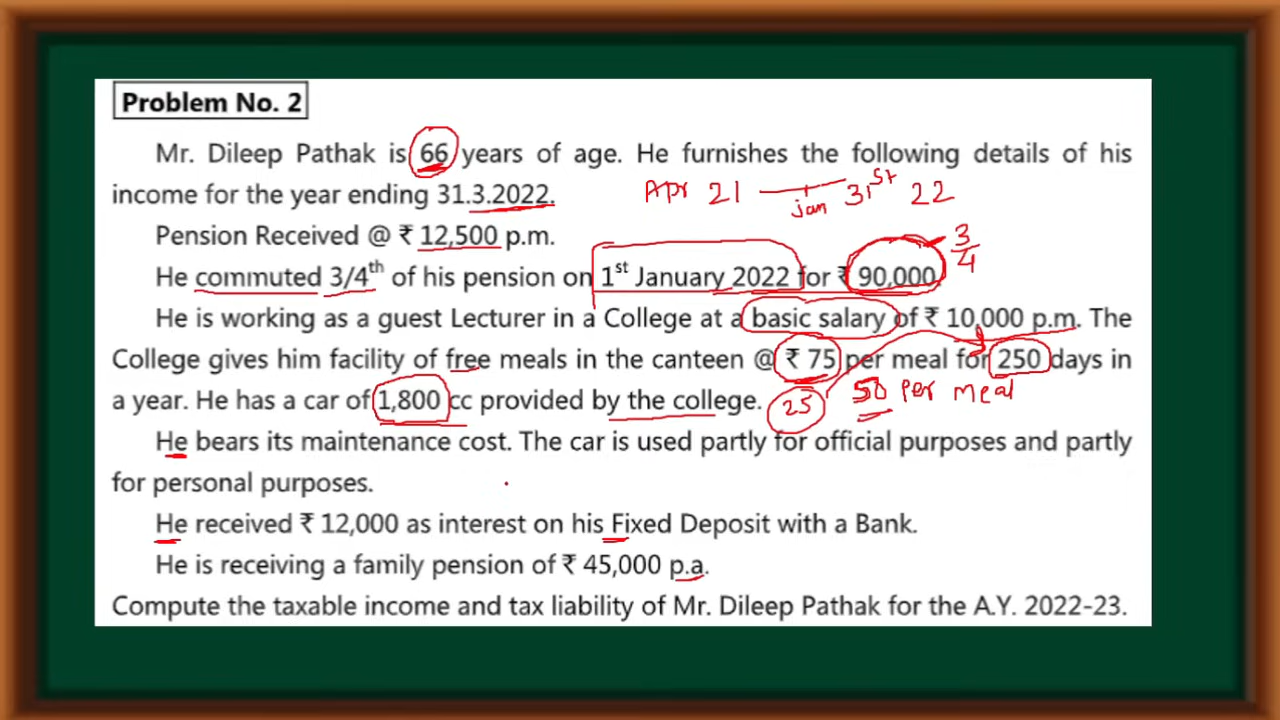 Problem No. 2
Mr. Dileep Pathak is 66 years of age. He furnishes the following details of his
income for the year ending 31.3.2022. Apr 21 — jan 31st 22
Pension Received @ ₹ 12,500 p.m.
He commuted 3/4th of his pension on 1st January 2022 for ₹ 90,000 3/4
He is working as a guest Lecturer in a College at a basic salary of ₹ 10,000 p.m. The
College gives him facility of free meals in the canteen @ ₹ 75 per meal for 250 days in
a year. He has a car of 1,800 cc provided by the college. 25 50 Per meal
He bears its maintenance cost. The car is used partly for official purposes and partly
for personal purposes.
He received ₹ 12,000 as interest on his Fixed Deposit with a Bank.
He is receiving a family pension of ₹ 45,000 p.a.
Compute the taxable income and tax liability of Mr. Dileep Pathak for the A.Y. 2022-23.